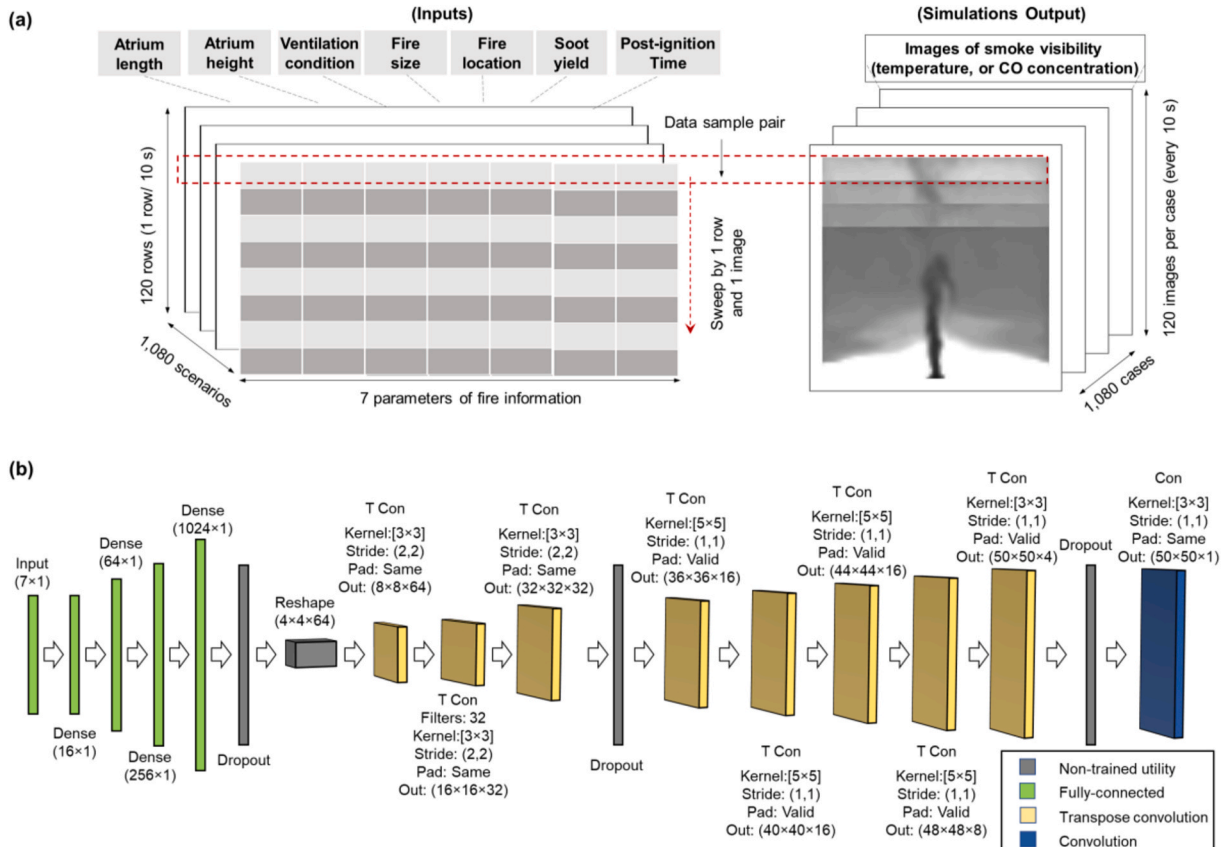 (a)
(Inputs)
(Simulations Output)
Atrium
length
Atrium
height
Ventilation
condition
Fire
size
Fire
location
Soot
yield
Post-ignition
Time
Images of smoke visibility
(temperature, or CO concentration)
Data sample pair
120 rows (1 row/ 10 s)
1,080 scenarios
7 parameters of fire information
Sweep by 1 row
and 1 image
120 images per case (every 10 s)
1,080 cases
(b)
Input
(7×1)
Dense
(16×1)
Dense
(64×1)
Dense
(256×1)
Dense
(1024×1)
Dropout
Reshape
(4×4×64)
T Con
Kernel:[3×3]
Stride: (2,2)
Pad: Same
Out: (8×8×64)
T Con
Filters: 32
Kernel:[3×3]
Stride: (2,2)
Pad: Same
Out: (16×16×32)
T Con
Kernel:[3×3]
Stride: (2,2)
Pad: Same
Out: (32×32×32)
Dropout
T Con
Kernel:[5×5]
Stride: (1,1)
Pad: Valid
Out: (36×36×16)
T Con
Kernel:[5×5]
Stride: (1,1)
Pad: Valid
Out: (40×40×16)
T Con
Kernel:[5×5]
Stride: (1,1)
Pad: Valid
Out: (44×44×16)
T Con
Kernel:[5×5]
Stride: (1,1)
Pad: Valid
Out: (48×48×8)
T Con
Kernel:[3×3]
Stride: (1,1)
Pad: Valid
Out: (50×50×4)
Dropout
Con
Kernel:[3×3]
Stride: (1,1)
Pad: Same
Out: (50×50×1)
Non-trained utility
Fully-connected
Transpose convolution
Convolution